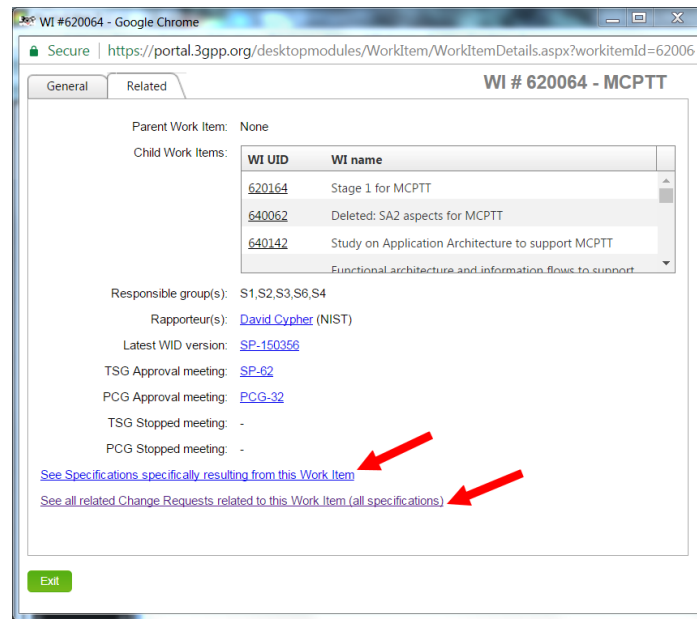 WI #620064 - Google Chrome
Secure | https://portal.3gpp.org/desktopmodules/WorkItem/WorkItemDetails.aspx?workitemId=62006
General Related WI # 620064 - MCPTT
Parent Work Item: None
Child Work Items:
WI UID WI name
620164 Stage 1 for MCPTT
640062 Deleted: SA2 aspects for MCPTT
640142 Study on Application Architecture to support MCPTT
Functional architecture and information flows to support
Responsible group(s): S1,S2,S3,S6,S4
Rapporteur(s): David Cypher (NIST)
Latest WID version: SP-150356
TSG Approval meeting: SP-62
PCG Approval meeting: PCG-32
TSG Stopped meeting: -
PCG Stopped meeting: -
See Specifications specifically resulting from this Work Item
See all related Change Requests related to this Work Item (all specifications)
Exit